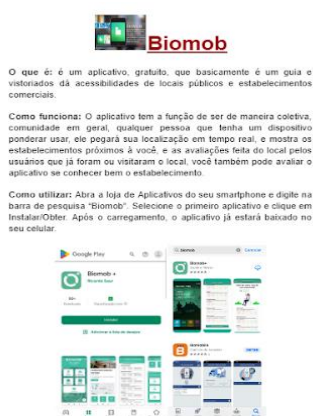 Biomob
O que é: é um aplicativo, gratuito, que basicamente é um guia e
vistoriados dá acessibilidades de locais públicos e estabelecimentos
comerciais.
Como funciona: O aplicativo tem a função de ser de maneira coletiva,
comunidade em geral, qualquer pessoa que tenha um dispositivo
ponderar usar, ele pegará sua localização em tempo real, e mostra os
estabelecimentos próximos à você, e as avaliações feita do local pelos
usuários que já foram ou visitaram o local, você também pode avaliar o
aplicativo se conhecer bem o estabelecimento.
Como utilizar: Abra a loja de Aplicativos do seu smartphone e digite na
barra de pesquisa "Biomob". Selecione o primeiro aplicativo e clique em
Instalar/Obter. Após o carregamento, o aplicativo já estará baixado no
seu celular.
Google Play
Biomob +
biomob
Cancelar
Biomob+